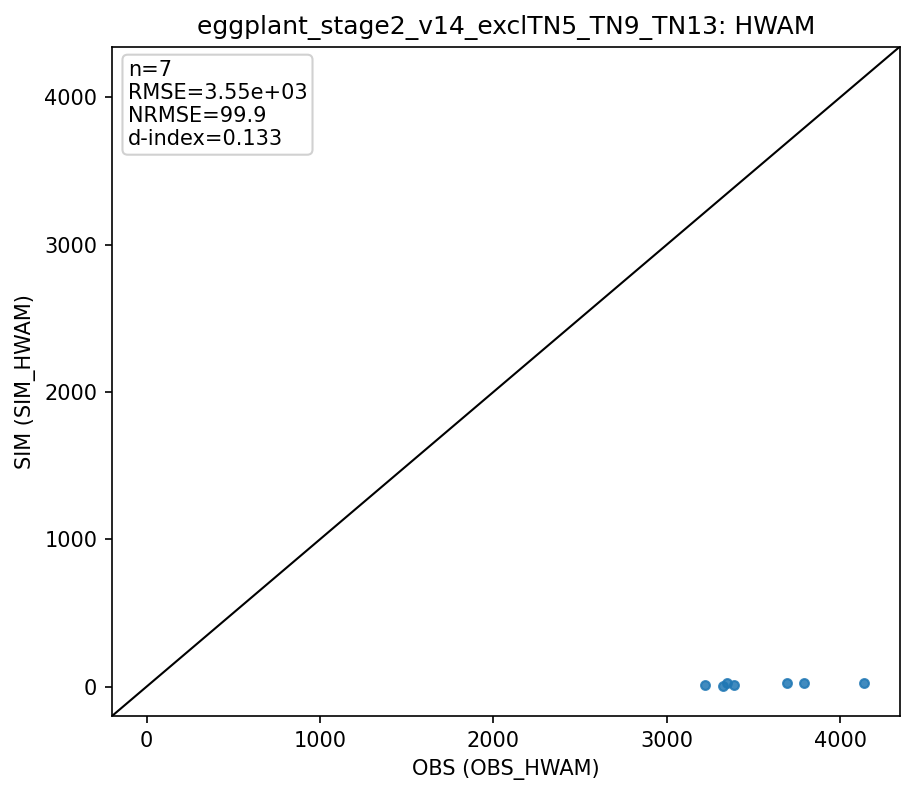 eggplant_stage2_v14_exclTN5_TN9_TN13: HWAM
n=7
RMSE=3.55e+03
NRMSE=99.9
d-index=0.133
4000
3000
2000
1000
0
SIM (SIM_HWAM)
0 1000 2000 3000 4000
OBS (OBS_HWAM)